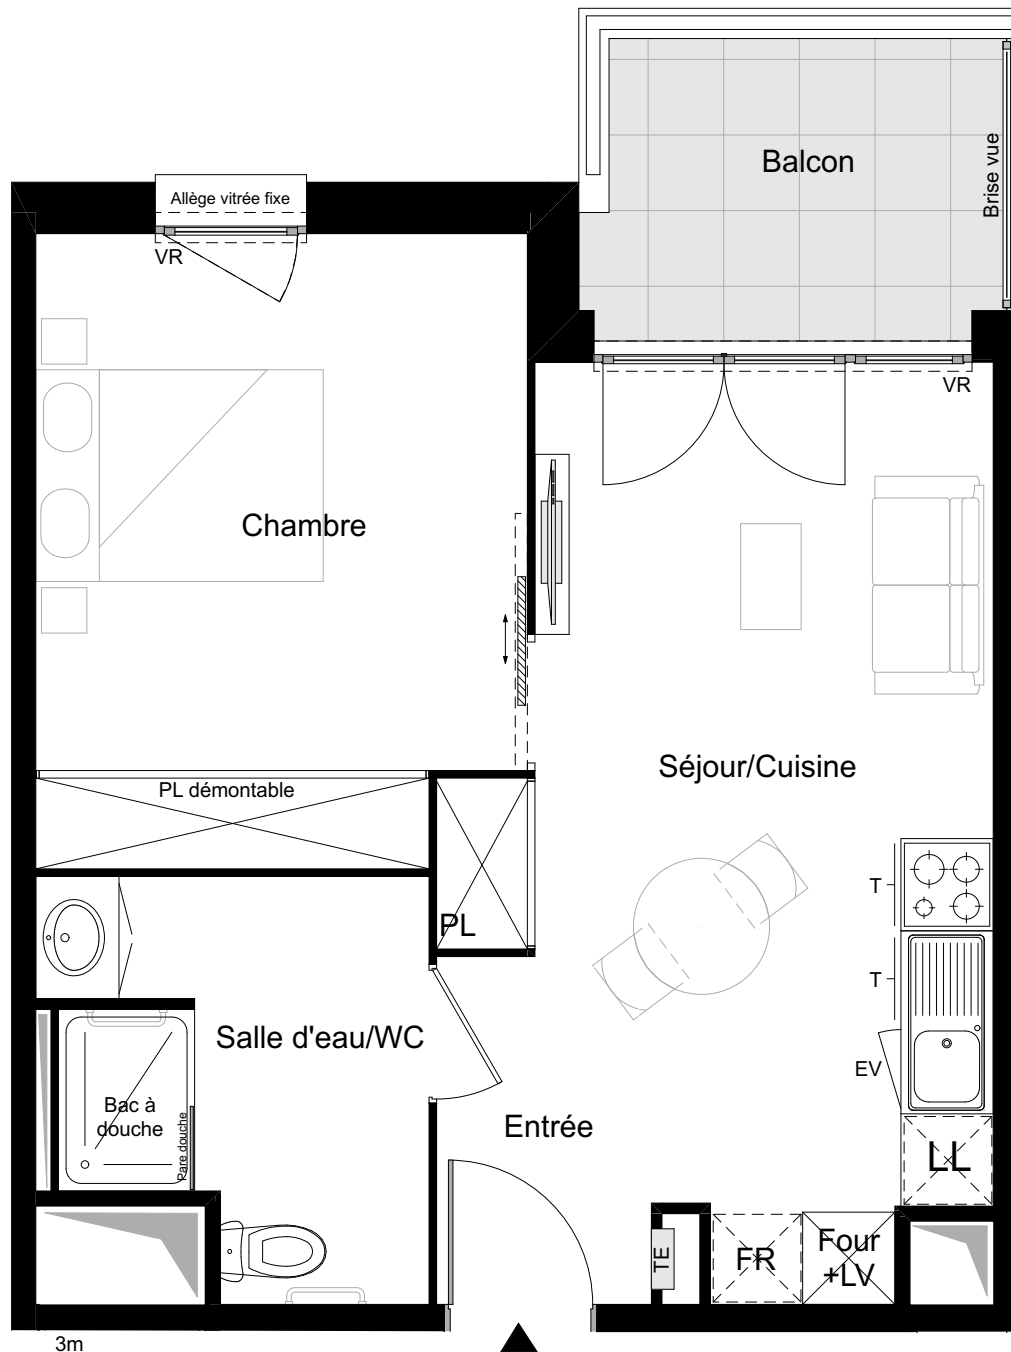 Balcon
Brise vue
Allège vitrée fixe
VR
VR
Chambre
Séjour/Cuisine
PL démontable
PL
T
T
EV
Salle d'eau/WC
Bac à
douche
Pare douche
Entrée
LL
TE
FR
Four
+LV
3m